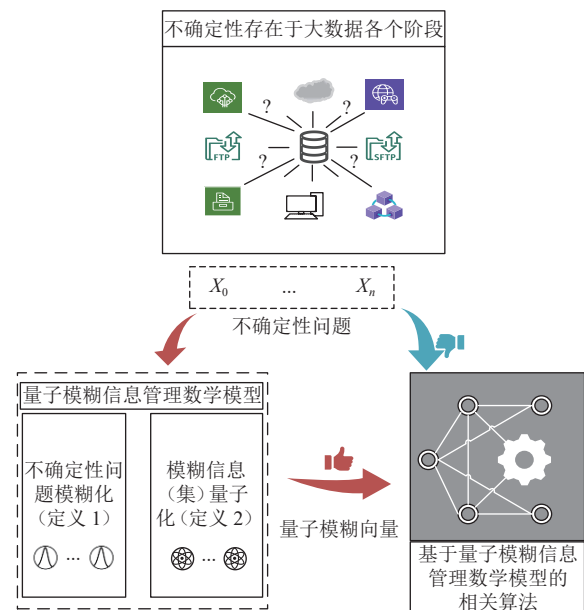 不确定性存在于大数据各个阶段
?
?
FTP
?
?
SFTP
X0 ... Xn
不确定性问题
量子模糊信息管理数学模型
不确定性问
题模糊化
(定义 1)
...
模糊信息
(集)量子
化(定义 2)
...
量子模糊向量
基于量子模糊信息
管理数学模型的
相关算法